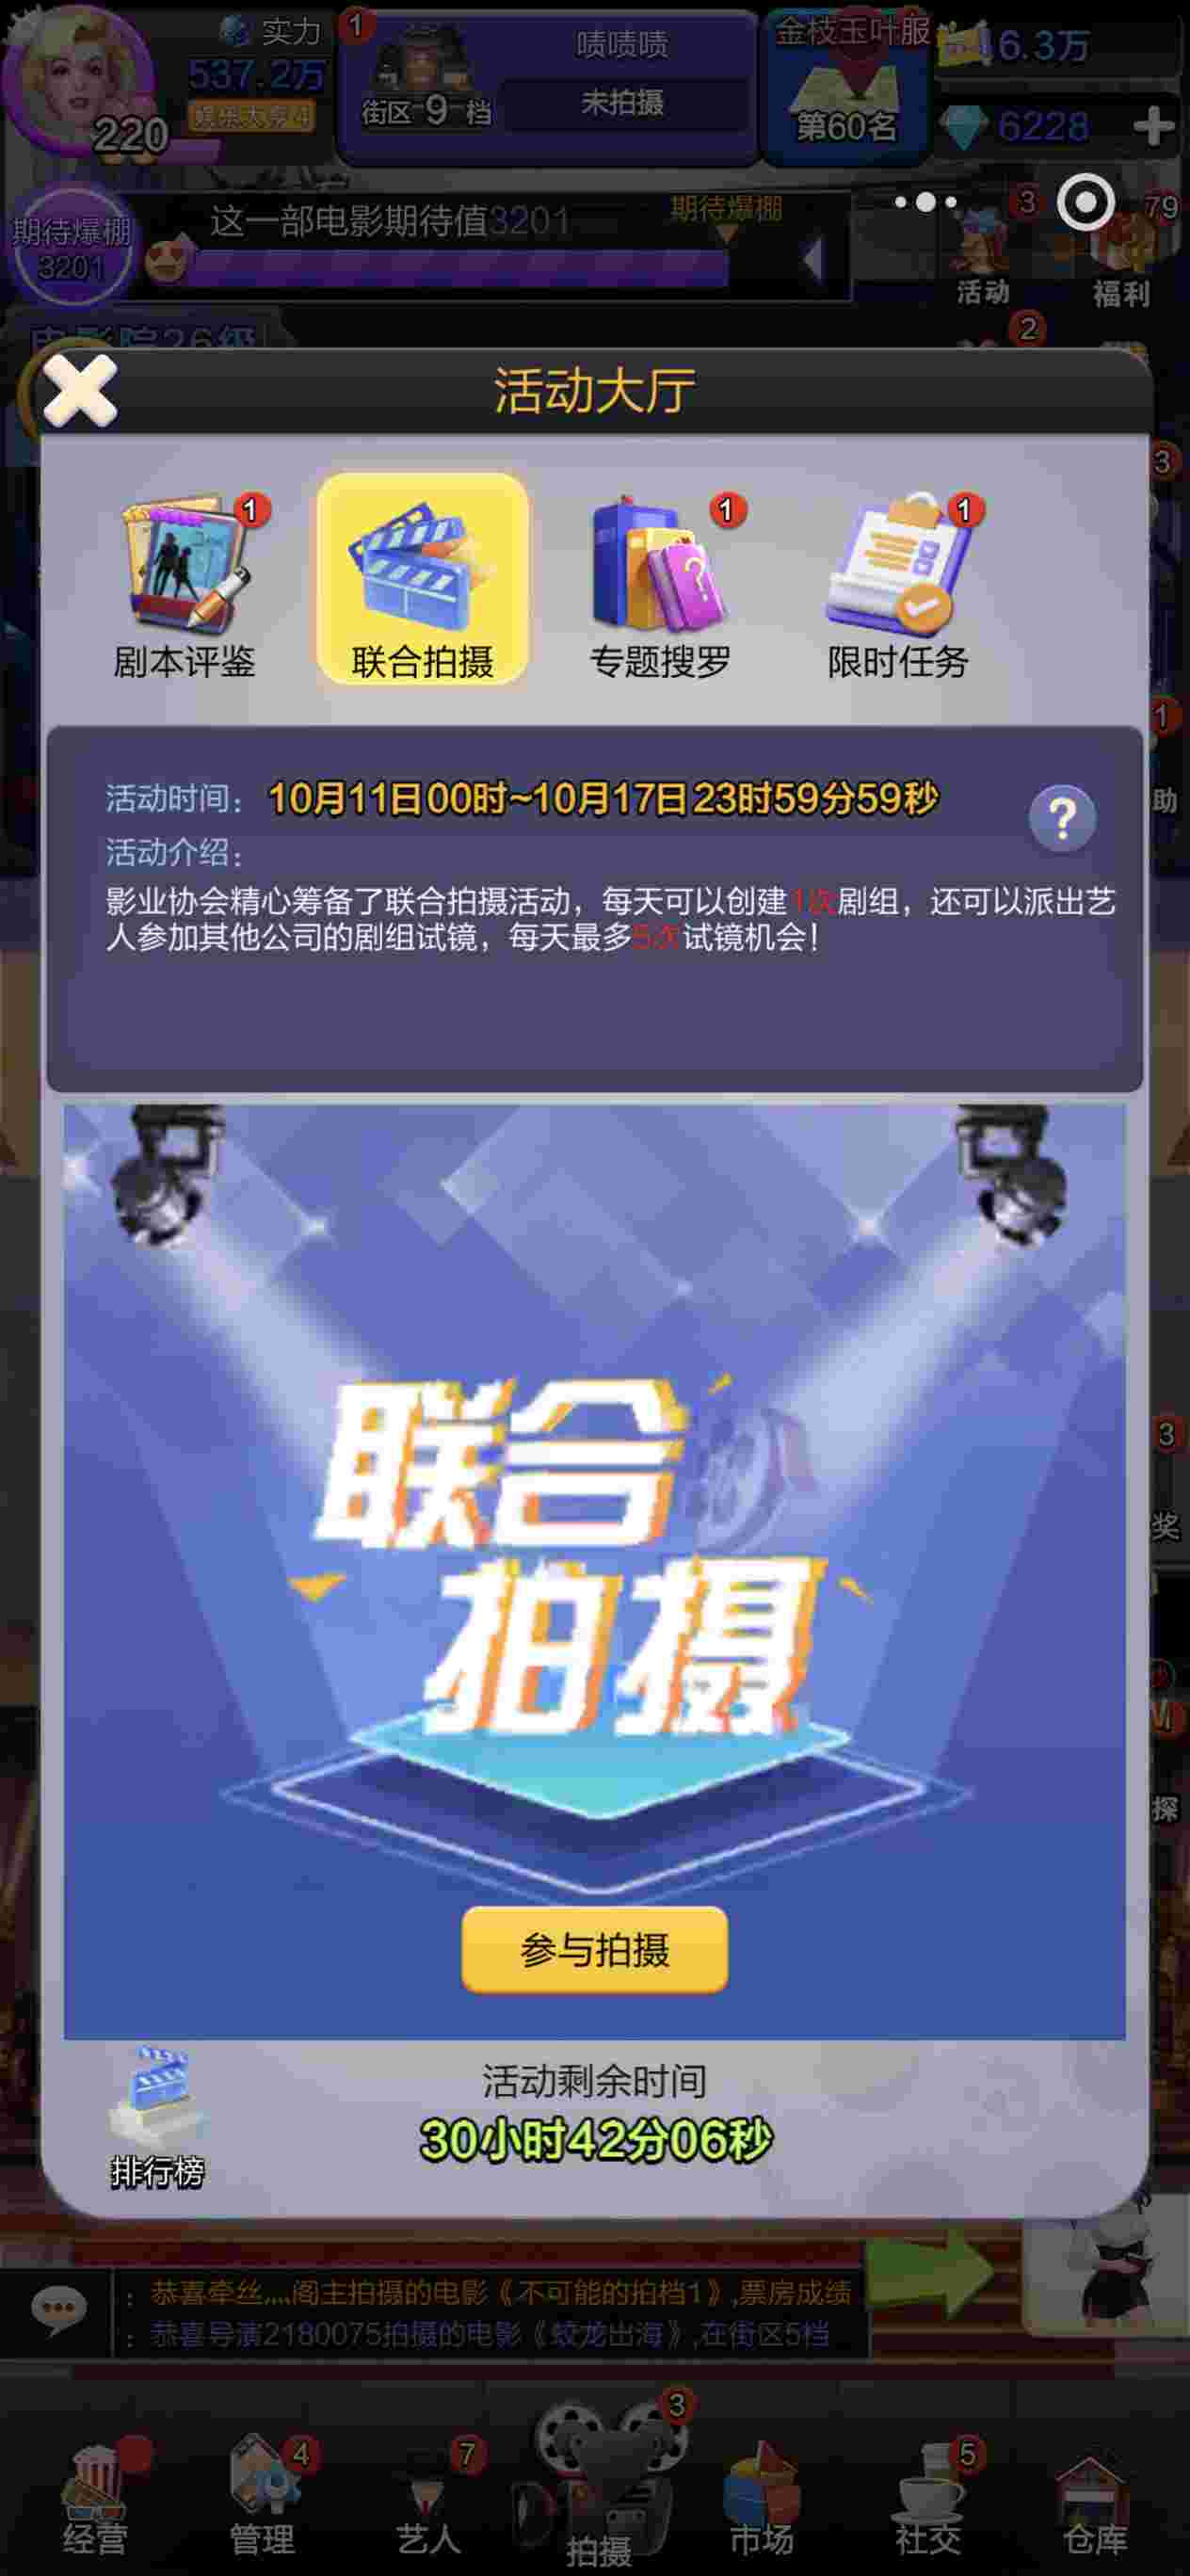 实力
537.2万
娱乐大亨4
220
1
街区 9 档
啧啧啧
未拍摄
金枝玉叶服
第60名
6.3万
6228
期待爆棚
3201
这一部电影期待值3201
期待爆棚
3
活动
79
福利
2
电影院26级
活动大厅
3
1
剧本评鉴
联合拍摄
1
专题搜罗
1
限时任务
1
助
活动时间：10月11日00时~10月17日23时59分59秒
?
活动介绍：
影业协会精心筹备了联合拍摄活动，每天可以创建1次剧组，还可以派出艺
人参加其他公司的剧组试镜，每天最多5次试镜机会！
联合
拍摄
3
奖
探
参与拍摄
排行榜
活动剩余时间
30小时42分06秒
：恭喜牵丝....阁主拍摄的电影《不可能的拍档1》,票房成绩
：恭喜导演2180075拍摄的电影《蛟龙出海》,在街区5档
经营
4
管理
7
艺人
3
拍摄
市场
5
社交
仓库